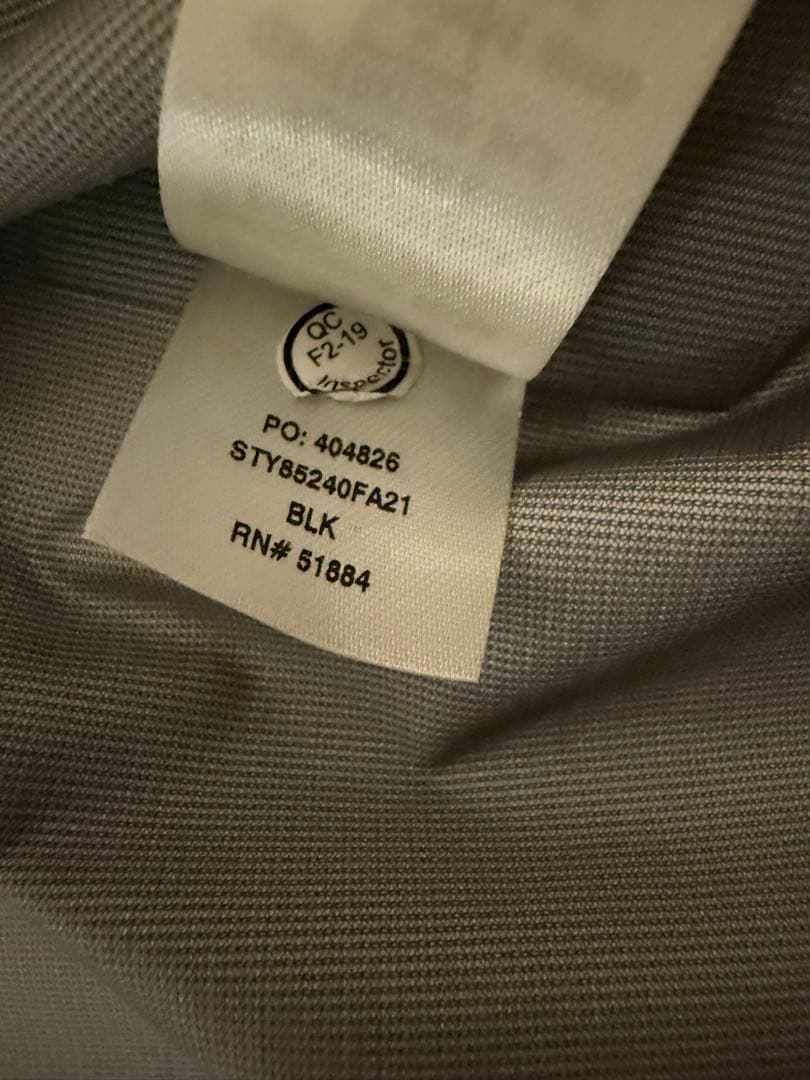 QC
F2-19
Inspector
PO: 404826
STY85240FA21
BLK
RN# 51884